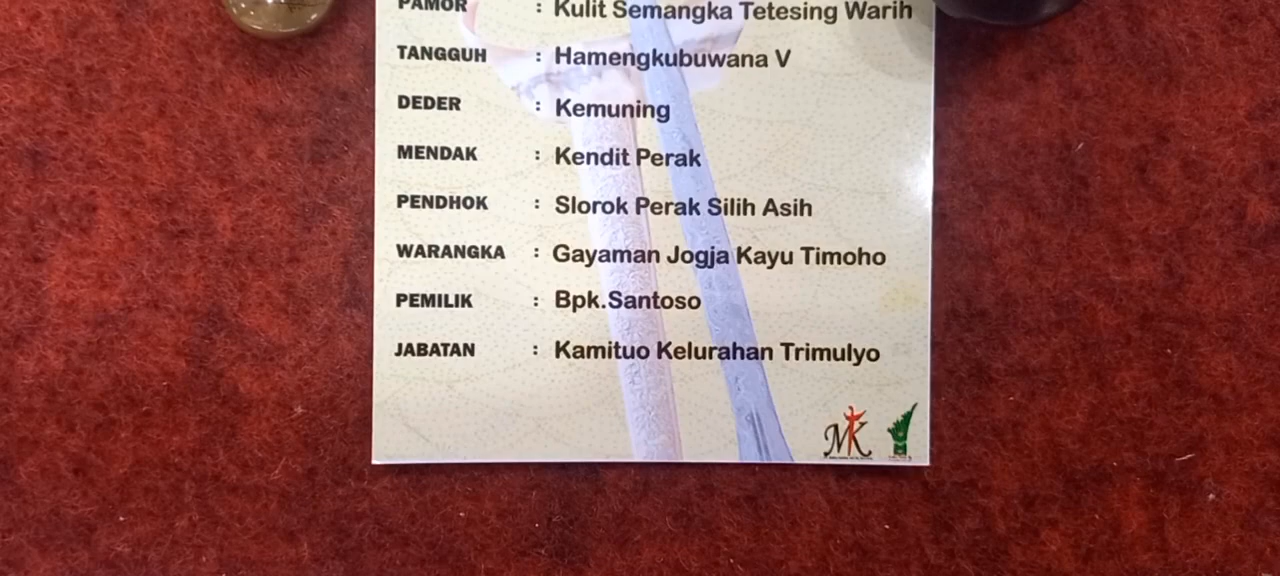 PAMOR : Kulit Semangka Tetesing Warih
TANGGUH : Hamengkubuwana V
DEDER : Kemuning
MENDAK : Kendit Perak
PENDHOK : Slorok Perak Silih Asih
WARANGKA : Gayaman Jogja Kayu Timoho
PEMILIK : Bpk.Santoso
JABATAN : Kamituo Kelurahan Trimulyo
MK